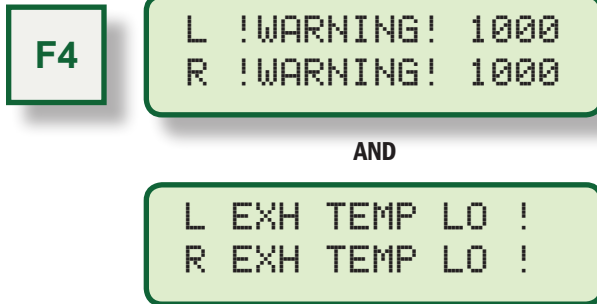 F4
L !WARNING! 1000
R !WARNING! 1000
AND
L EXH TEMP LO !
R EXH TEMP LO !